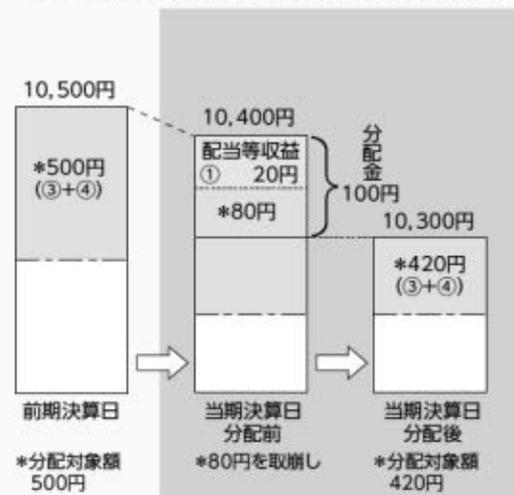 10,500円
*500円
(③+④)
前期決算日
*分配対象額
500円
10,400円
配当等収益
① 20円
*80円
分配金
100円
当期決算日
分配前
*80円を取崩し
10,300円
*420円
(③+④)
当期決算日
分配後
*分配対象額
420円